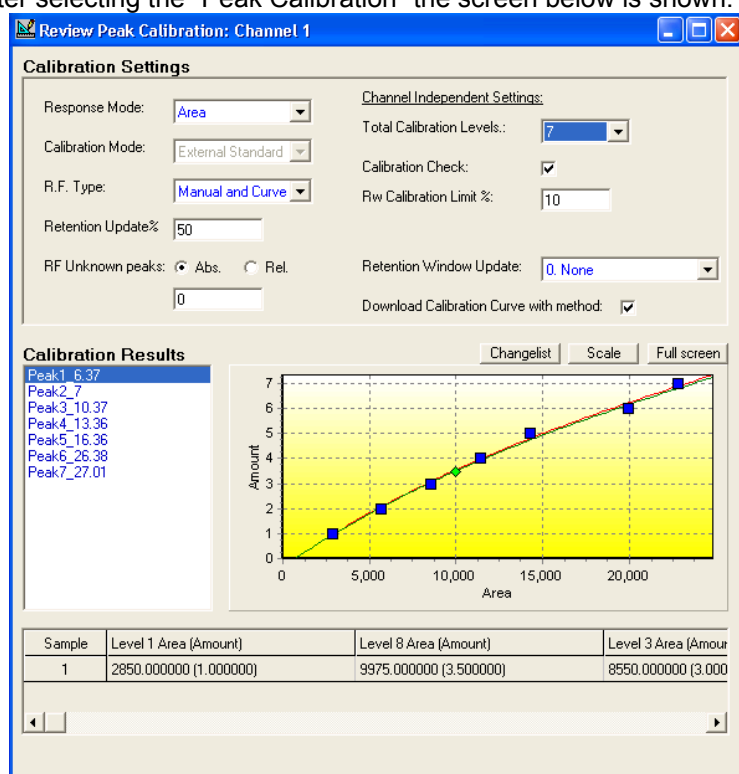 ter selecting the "Peak Calibration" the screen below is shown.
Review Peak Calibration: Channel 1
Calibration Settings
Response Mode: Area
Calibration Mode: External Standard
R.F. Type: Manual and Curve
Retention Update% 50
RF Unknown peaks: Abs. Rel.
0
Channel Independent Settings:
Total Calibration Levels.: 7
Calibration Check:
Rw Calibration Limit %: 10
Retention Window Update: 0. None
Download Calibration Curve with method:
Calibration Results
Changelist Scale Full screen
Peak1_6.37
Peak2_7
Peak3_10.37
Peak4_13.36
Peak5_16.36
Peak6_26.38
Peak7_27.01
Amount
7
6
5
4
3
2
1
0
0 5,000 10,000 15,000 20,000
Area
Sample Level 1 Area (Amount) Level 8 Area (Amount) Level 3 Area (Amour
1 2850.000000 (1.000000) 9975.000000 (3.500000) 8550.000000 (3.000